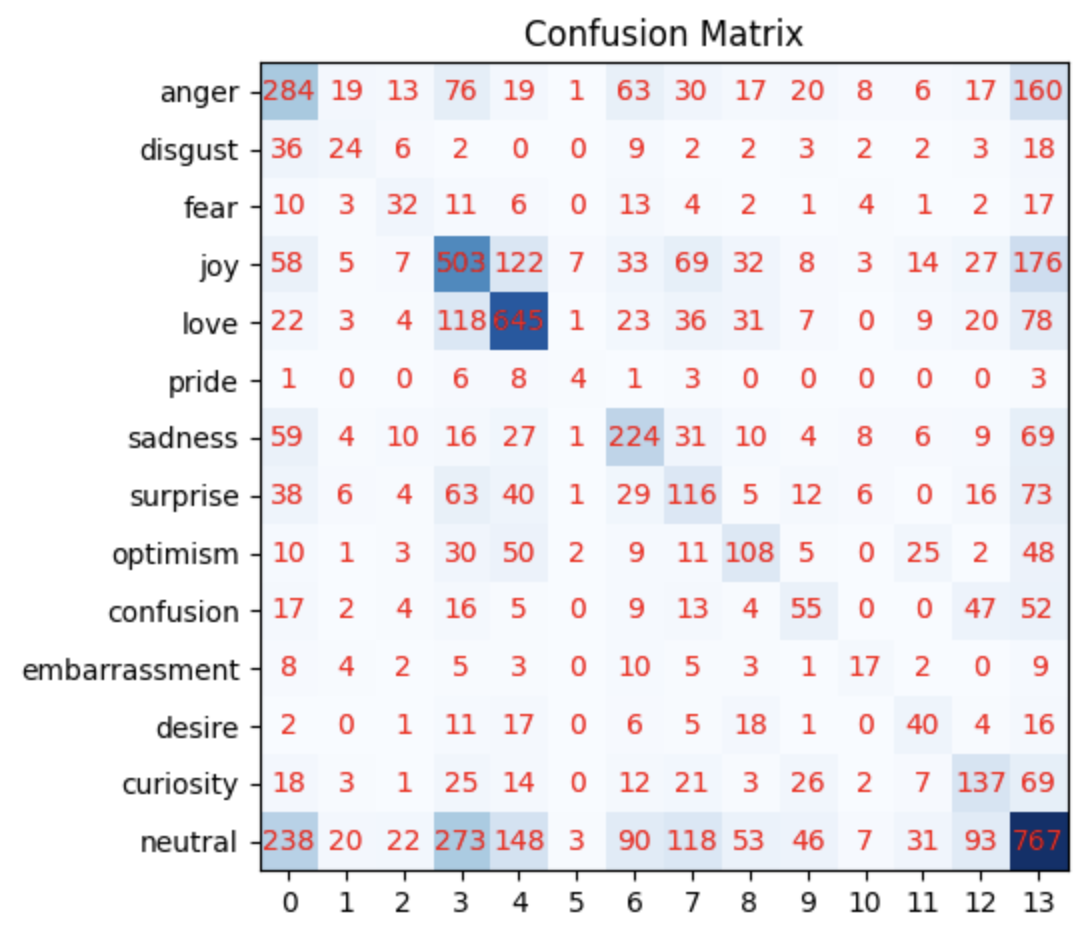 Confusion Matrix
anger 284 19 13 76 19 1 63 30 17 20 8 6 17 160
disgust 36 24 6 2 0 0 9 2 2 3 2 2 3 18
fear 10 3 32 11 6 0 13 4 2 1 4 1 2 17
joy 58 5 7 503 122 7 33 69 32 8 3 14 27 176
love 22 3 4 118 645 1 23 36 31 7 0 9 20 78
pride 1 0 0 6 8 4 1 3 0 0 0 0 0 3
sadness 59 4 10 16 27 1 224 31 10 4 8 6 9 69
surprise 38 6 4 63 40 1 29 116 5 12 6 0 16 73
optimism 10 1 3 30 50 2 9 11 108 5 0 25 2 48
confusion 17 2 4 16 5 0 9 13 4 55 0 0 47 52
embarrassment 8 4 2 5 3 0 10 5 3 1 17 2 0 9
desire 2 0 1 11 17 0 6 5 18 1 0 40 4 16
curiosity 18 3 1 25 14 0 12 21 3 26 2 7 137 69
neutral 238 20 22 273 148 3 90 118 53 46 7 31 93 767
0 1 2 3 4 5 6 7 8 9 10 11 12 13